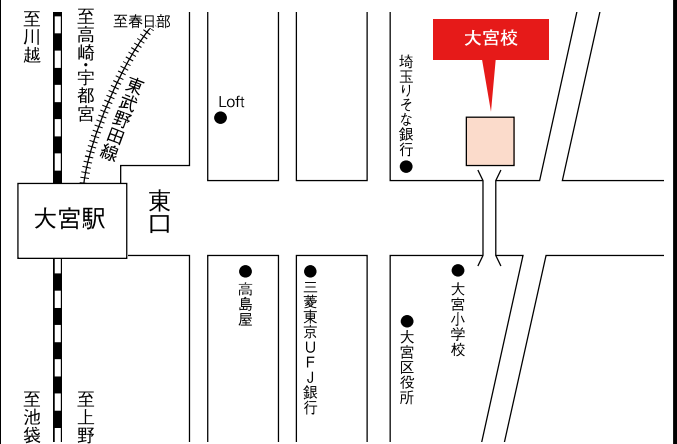 至川越
至高崎・宇都宮
至春日部
東武野田線
大宮校
埼玉りそな銀行
Loft
大宮駅
東口
高島屋
三菱東京UFJ銀行
大宮小学校
大宮区役所
至池袋
至上野